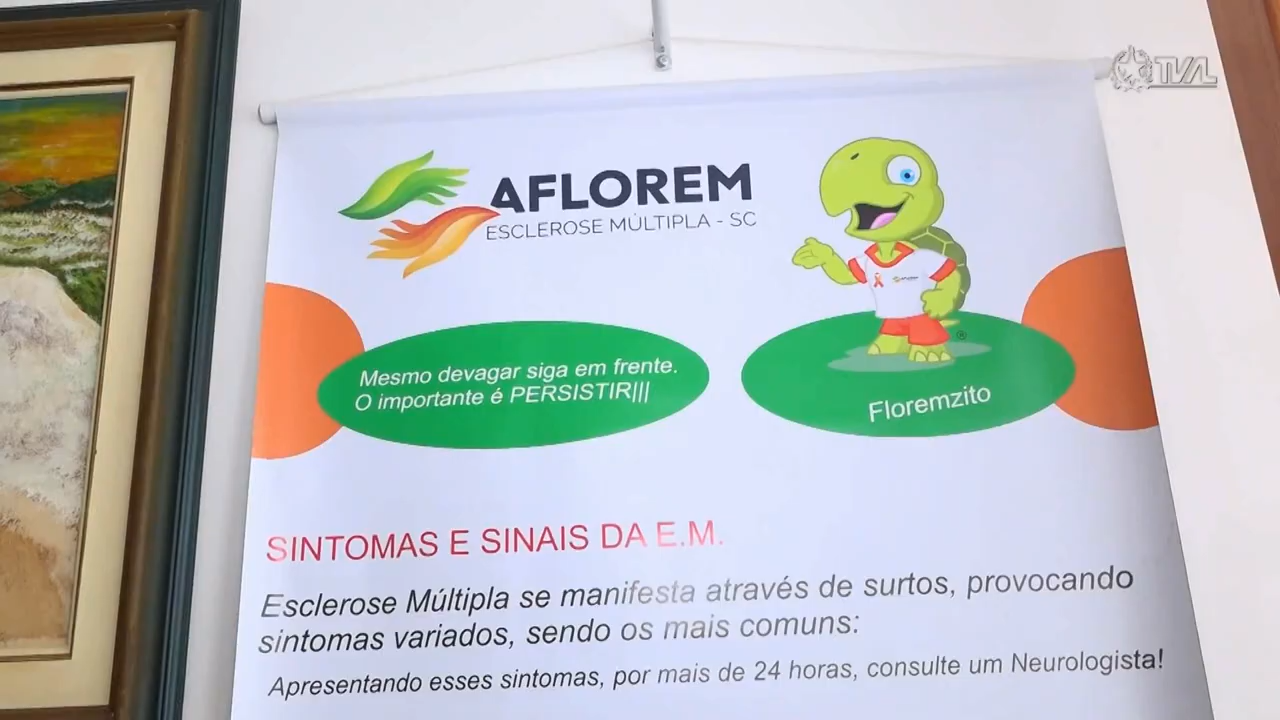 TVAL
AFLOREM
ESCLEROSE MÚLTIPLA - SC
Mesmo devagar siga em frente.
O importante é PERSISTIR|||
Floremzito
SINTOMAS E SINAIS DA E.M.
Esclerose Múltipla se manifesta através de surtos, provocando
sintomas variados, sendo os mais comuns:
Apresentando esses sintomas, por mais de 24 horas, consulte um Neurologista!